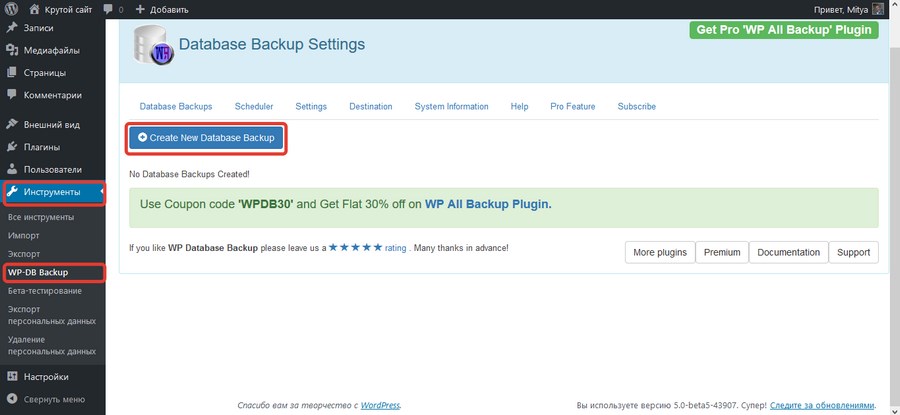 Крутой сайт 6 0 Добавить Привет, Mitya
Записи
Медиафайлы
Страницы
Комментарии
Внешний вид
Плагины
Пользователи
Инструменты
Все инструменты
Импорт
Экспорт
WP-DB Backup
Бета-тестирование
Экспорт
персональных данных
Удаление
персональных данных
Настройки
Свернуть меню
Get Pro 'WP All Backup' Plugin
WP
Database Backup Settings
Database Backups Scheduler Settings Destination System Information Help Pro Feature Subscribe
Create New Database Backup
No Database Backups Created!
Use Coupon code 'WPDB30' and Get Flat 30% off on WP All Backup Plugin.
If you like WP Database Backup please leave us a ★★★★★ rating . Many thanks in advance!
More plugins Premium Documentation Support
Спасибо вам за творчество с WordPress. Вы используете версию 5.0-beta5-43907. Супер! Следите за обновлениями.